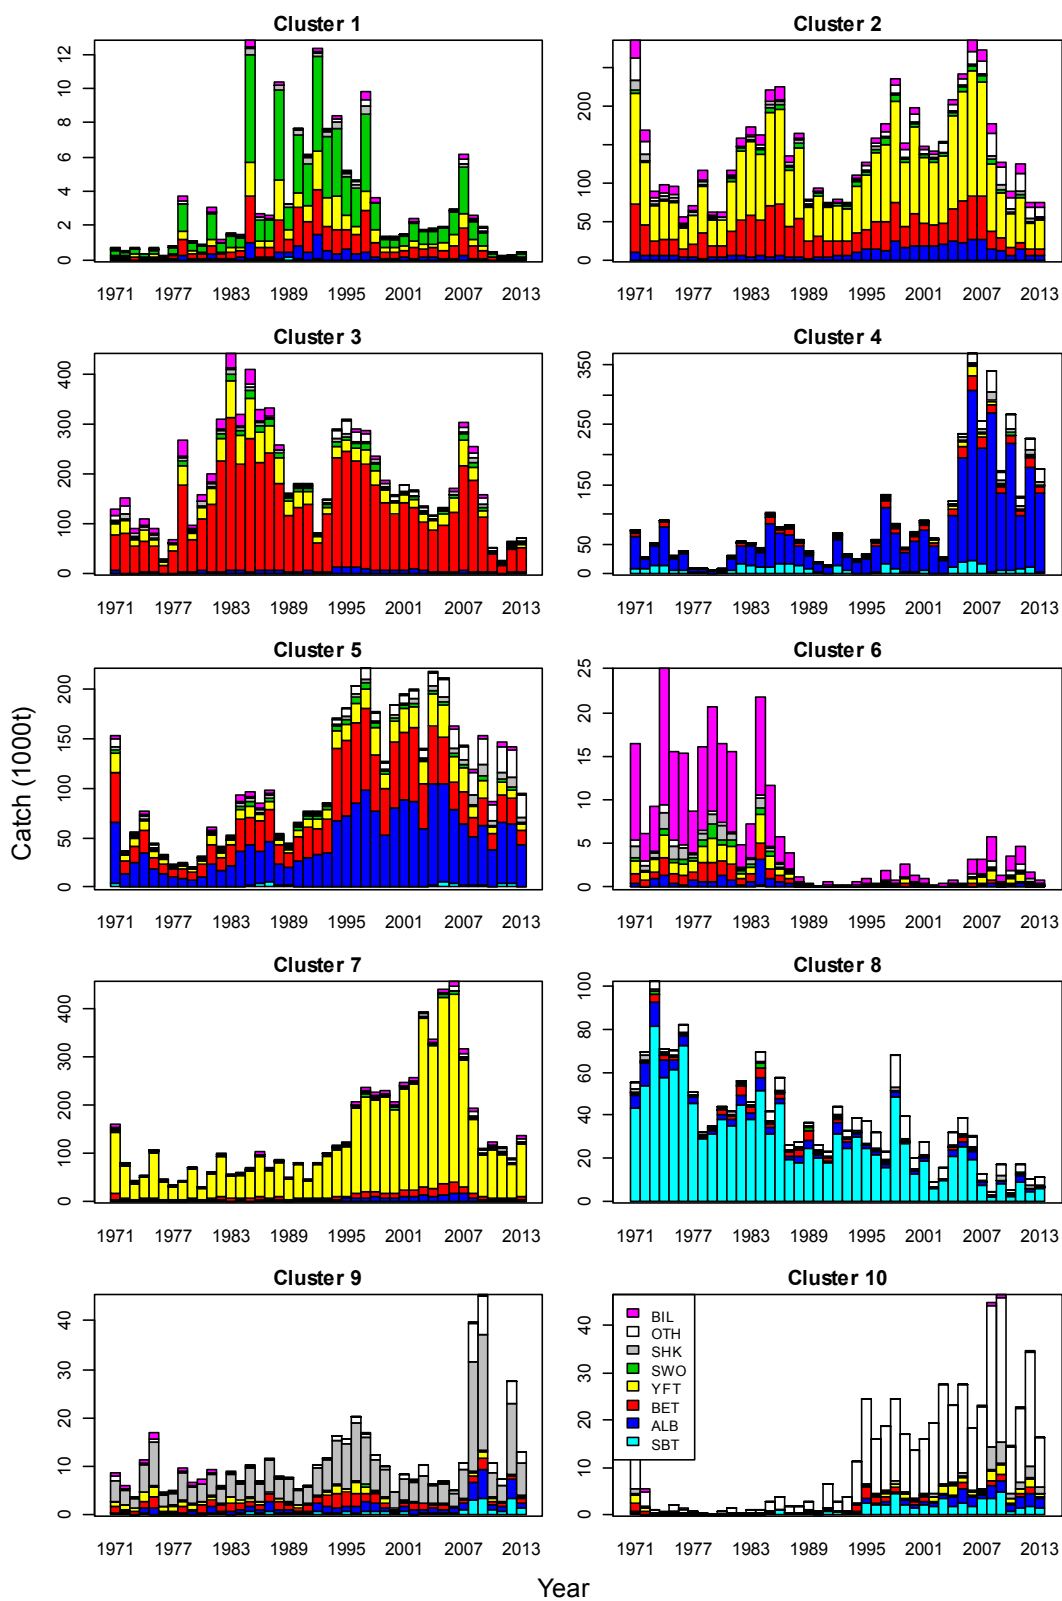 Cluster 1
12
10
8
6
4
2
0
1971 1977 1983 1989 1995 2001 2007 2013
Cluster 2
200
100
50
0
1971 1977 1983 1989 1995 2001 2007 2013
Cluster 3
400
300
200
100
0
1971 1977 1983 1989 1995 2001 2007 2013
Cluster 4
350
250
150
50
0
1971 1977 1983 1989 1995 2001 2007 2013
Cluster 5
200
150
100
50
0
1971 1977 1983 1989 1995 2001 2007 2013
Cluster 6
25
20
15
10
5
0
1971 1977 1983 1989 1995 2001 2007 2013
Cluster 7
400
300
200
100
0
1971 1977 1983 1989 1995 2001 2007 2013
Cluster 8
100
80
60
40
20
0
1971 1977 1983 1989 1995 2001 2007 2013
Cluster 9
40
30
20
10
0
1971 1977 1983 1989 1995 2001 2007 2013
Cluster 10
40
30
20
10
0
BIL
OTH
SHK
SWO
YFT
BET
ALB
SBT
1971 1977 1983 1989 1995 2001 2007 2013
Catch (1000t)
Year